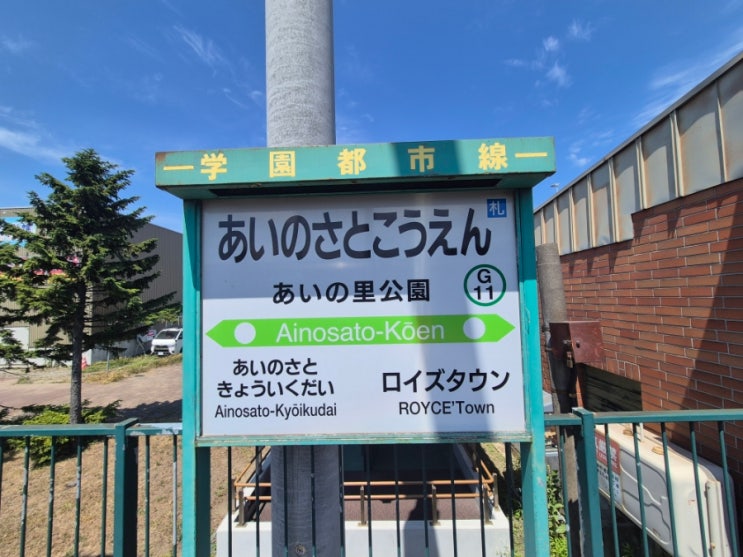 学園都市線
札
あいのさとこうえん
あいの里公園
G
11
Ainosato-Kōen
あいのさと
きょういくだい
Ainosato-Kyōikudai
ロイズタウン
ROYCE'Town